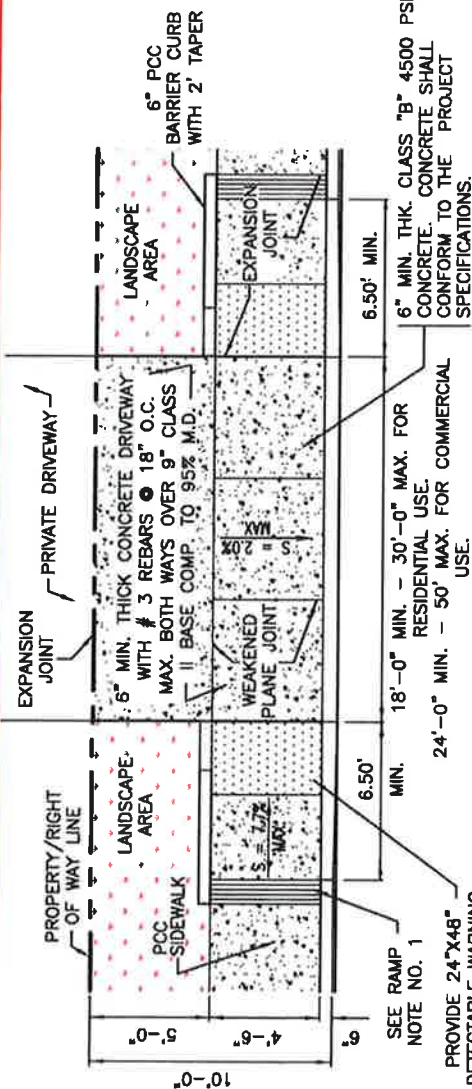 EXPANSION
JOINT
PRIVATE DRIVEWAY
PROPERTY/RIGHT
OF WAY LINE
6" PCC
BARRIER CURB
WITH 2' TAPER
LANDSCAPE
AREA
6" MIN. THICK CONCRETE DRIVEWAY
WITH # 3 REBARS @ 18" O.C.
MAX. BOTH WAYS OVER 9" CLASS
II BASE COMP TO 95% M.D.
LANDSCAPE
AREA
PCC
SIDEWALK
WEAKENED
PLANE JOINT
S = 2.0%
MAX
EXPANSION
JOINT
S = 7.7%
MAX.
10'-0"
5'-0"
4'-6"
6"
6.50'
MIN.
6.50' MIN.
18'-0" MIN. - 30'-0" MAX. FOR
RESIDENTIAL USE.
24'-0" MIN. - 50' MAX. FOR COMMERCIAL
USE.
6" MIN. THK. CLASS "B" 4500 PSI
CONCRETE. CONCRETE SHALL
CONFORM TO THE PROJECT
SPECIFICATIONS.
SEE RAMP
NOTE NO. 1
PROVIDE 24"X48"
DETECTABLE WARNING